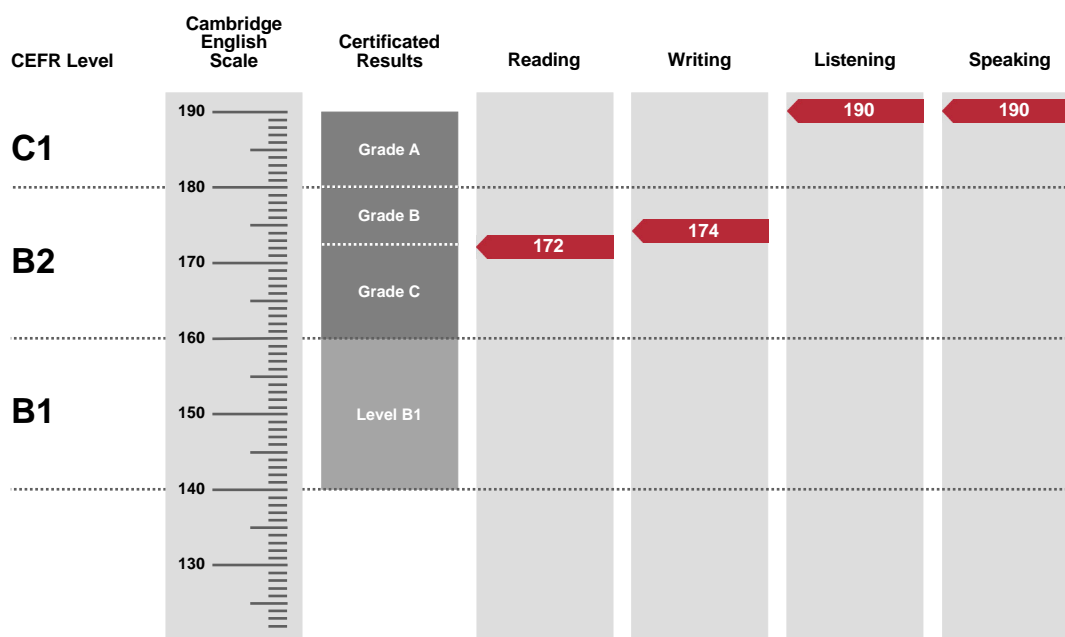 CEFR Level
Cambridge
English
Scale
Certificated
Results
Reading
Writing
Listening
Speaking
190
190
190
C1
Grade A
180
Grade B
174
172
B2
170
Grade C
160
B1
150
Level B1
140
130